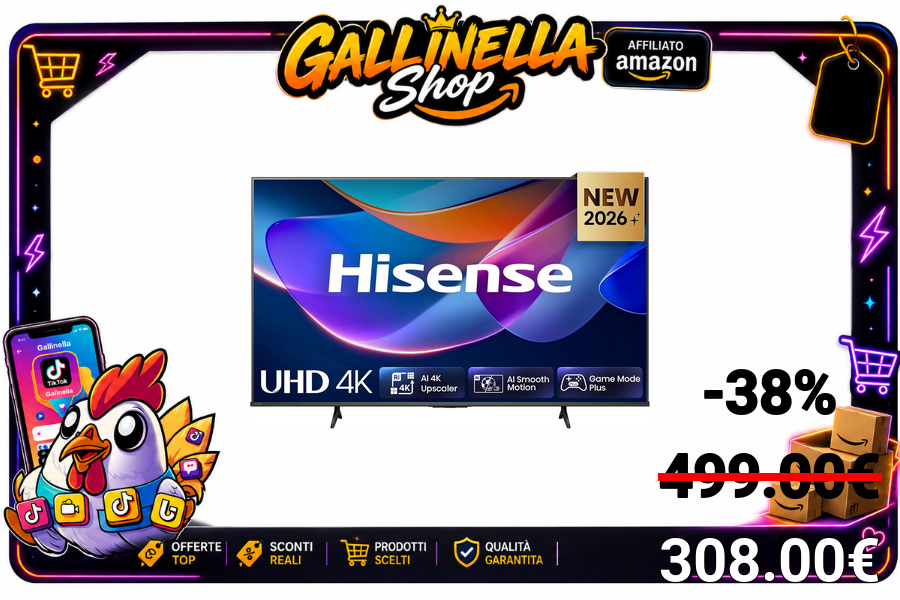 GALLINELLA
Shop
AFFILIATO
amazon
NEW
2026
Hisense
UHD 4K
AI 4K
Upscaler
AI Smooth
Motion
Game Mode
Plus
Gallinella
TikTok
Gallinella
-38%
499.00€
308.00€
OFFERTE
TOP
SCONTI
REALI
PRODOTTI
SCELTI
QUALITÀ
GARANTITA